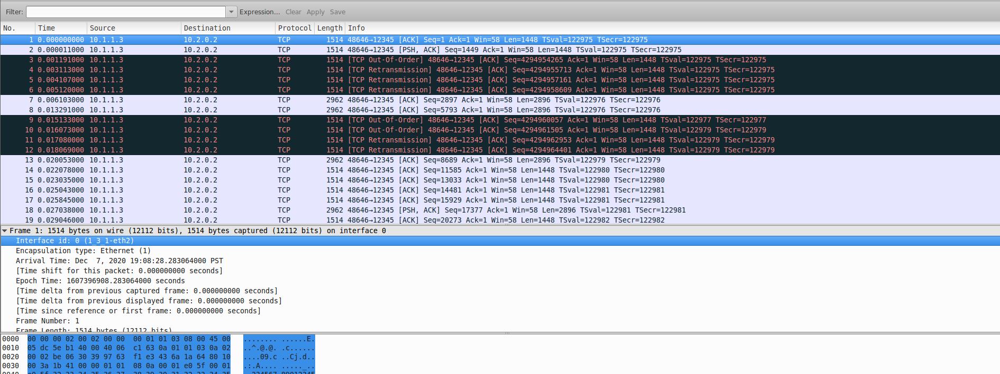 Filter: Expression... Clear Apply Save
No. Time Source Destination Protocol Length Info
1 0.000000000 10.1.1.3 10.2.0.2 TCP 1514 48646→12345 [ACK] Seq=1 Ack=1 Win=58 Len=1448 TSval=122975 TSecr=122975
2 0.000011000 10.1.1.3 10.2.0.2 TCP 1514 48646→12345 [PSH, ACK] Seq=1449 Ack=1 Win=58 Len=1448 TSval=122975 TSecr=122975
3 0.001191000 10.1.1.3 10.2.0.2 TCP 1514 [TCP Out-Of-Order] 48646→12345 [ACK] Seq=4294954265 Ack=1 Win=58 Len=1448 TSval=122975 TSecr=122975
4 0.003113000 10.1.1.3 10.2.0.2 TCP 1514 [TCP Retransmission] 48646→12345 [ACK] Seq=4294955713 Ack=1 Win=58 Len=1448 TSval=122975 TSecr=122975
5 0.004107000 10.1.1.3 10.2.0.2 TCP 1514 [TCP Retransmission] 48646→12345 [ACK] Seq=4294957161 Ack=1 Win=58 Len=1448 TSval=122975 TSecr=122975
6 0.005120000 10.1.1.3 10.2.0.2 TCP 1514 [TCP Retransmission] 48646→12345 [ACK] Seq=4294958609 Ack=1 Win=58 Len=1448 TSval=122975 TSecr=122975
7 0.006103000 10.1.1.3 10.2.0.2 TCP 2962 48646→12345 [ACK] Seq=2897 Ack=1 Win=58 Len=2896 TSval=122976 TSecr=122976
8 0.013291000 10.1.1.3 10.2.0.2 TCP 2962 48646→12345 [ACK] Seq=5793 Ack=1 Win=58 Len=2896 TSval=122976 TSecr=122976
9 0.015133000 10.1.1.3 10.2.0.2 TCP 1514 [TCP Out-Of-Order] 48646→12345 [ACK] Seq=4294960057 Ack=1 Win=58 Len=1448 TSval=122977 TSecr=122977
10 0.016073000 10.1.1.3 10.2.0.2 TCP 1514 [TCP Out-Of-Order] 48646→12345 [ACK] Seq=4294961505 Ack=1 Win=58 Len=1448 TSval=122979 TSecr=122979
11 0.017080000 10.1.1.3 10.2.0.2 TCP 1514 [TCP Retransmission] 48646→12345 [ACK] Seq=4294962953 Ack=1 Win=58 Len=1448 TSval=122979 TSecr=122979
12 0.018069000 10.1.1.3 10.2.0.2 TCP 1514 [TCP Retransmission] 48646→12345 [ACK] Seq=4294964401 Ack=1 Win=58 Len=1448 TSval=122979 TSecr=122979
13 0.020053000 10.1.1.3 10.2.0.2 TCP 2962 48646→12345 [ACK] Seq=8689 Ack=1 Win=58 Len=2896 TSval=122979 TSecr=122979
14 0.022078000 10.1.1.3 10.2.0.2 TCP 1514 48646→12345 [ACK] Seq=11585 Ack=1 Win=58 Len=1448 TSval=122980 TSecr=122980
15 0.023035000 10.1.1.3 10.2.0.2 TCP 1514 48646→12345 [ACK] Seq=13033 Ack=1 Win=58 Len=1448 TSval=122980 TSecr=122980
16 0.025043000 10.1.1.3 10.2.0.2 TCP 1514 48646→12345 [ACK] Seq=14481 Ack=1 Win=58 Len=1448 TSval=122981 TSecr=122981
17 0.025845000 10.1.1.3 10.2.0.2 TCP 1514 48646→12345 [ACK] Seq=15929 Ack=1 Win=58 Len=1448 TSval=122981 TSecr=122981
18 0.027038000 10.1.1.3 10.2.0.2 TCP 2962 48646→12345 [PSH, ACK] Seq=17377 Ack=1 Win=58 Len=2896 TSval=122981 TSecr=122981
19 0.029046000 10.1.1.3 10.2.0.2 TCP 1514 48646→12345 [ACK] Seq=20273 Ack=1 Win=58 Len=1448 TSval=122982 TSecr=122982
Frame 1: 1514 bytes on wire (12112 bits), 1514 bytes captured (12112 bits) on interface 0
Interface id: 0 (1_3_1-eth2)
Encapsulation type: Ethernet (1)
Arrival Time: Dec 7, 2020 19:08:28.283064000 PST
[Time shift for this packet: 0.000000000 seconds]
Epoch Time: 1607396908.283064000 seconds
[Time delta from previous captured frame: 0.000000000 seconds]
[Time delta from previous displayed frame: 0.000000000 seconds]
[Time since reference or first frame: 0.000000000 seconds]
Frame Number: 1
Frame Length: 1514 bytes (12112 bits)
0000 00 00 00 02 00 02 00 00 00 01 01 03 08 00 45 00 ........ ......E.
0010 05 dc 5e b1 40 00 40 06 c1 63 0a 01 01 03 0a 02 ..^.@.@. .c......
0020 00 02 be 06 30 39 97 63 f1 e3 43 6a 1a 64 80 10 ....09.c ..Cj.d..
0030 00 3a 1b 41 00 00 01 01 08 0a 00 01 e0 5f 00 01 .:.A.... ....._..